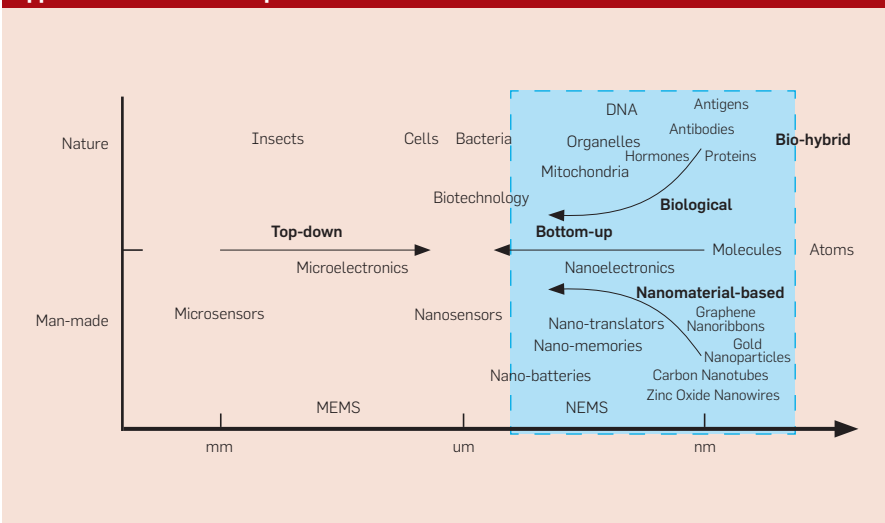 DNA
Antigens
Antibodies
Nature
Insects
Cells
Bacteria
Organelles
Bio-hybrid
Hormones
Proteins
Mitochondria
Biotechnology
Biological
Top-down
Bottom-up
Molecules
Atoms
Microelectronics
Nanoelectronics
Nanomaterial-based
Man-made
Microsensors
Nanosensors
Nano-translators
Graphene
Nanoribbons
Nano-memories
Gold
Nanoparticles
Nano-batteries
Carbon Nanotubes
Zinc Oxide Nanowires
MEMS
NEMS
mm
um
nm